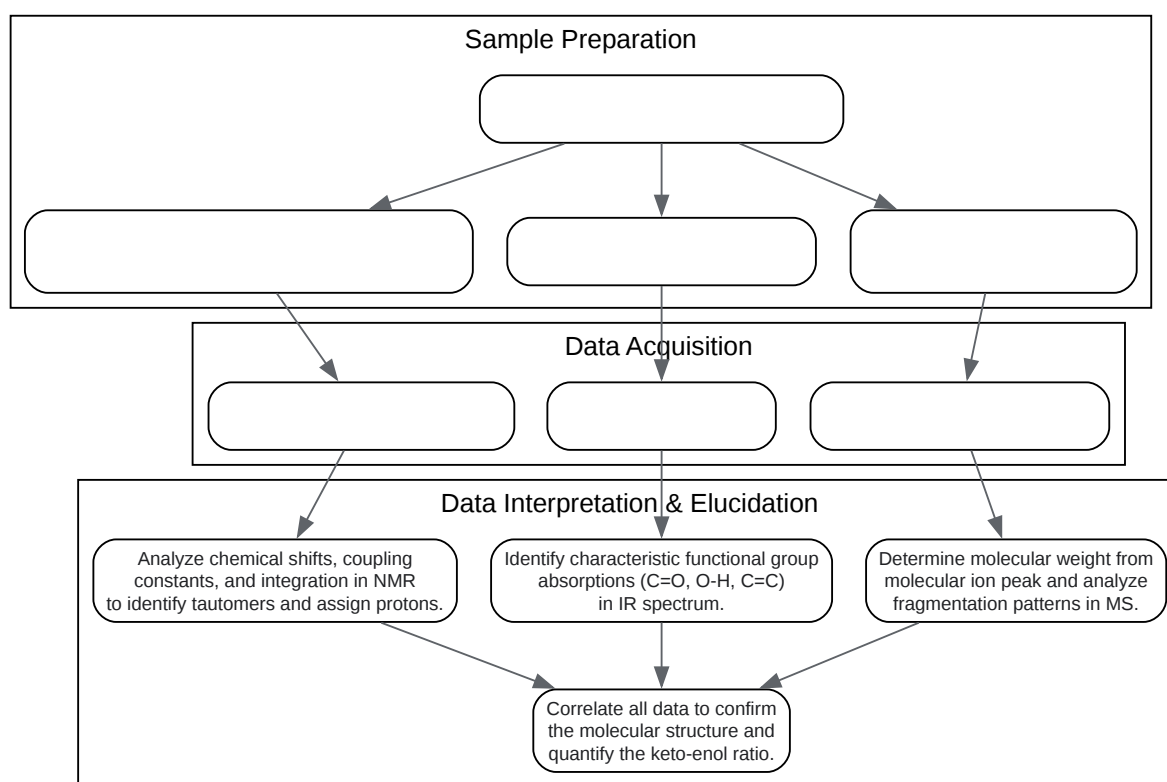 Sample Preparation
Data Acquisition
Data Interpretation & Elucidation
Analyze chemical shifts, coupling
constants, and integration in NMR
to identify tautomers and assign protons.
Identify characteristic functional group
absorptions (C=O, O-H, C=C)
in IR spectrum.
Determine molecular weight from
molecular ion peak and analyze
fragmentation patterns in MS.
Correlate all data to confirm
the molecular structure and
quantify the keto-enol ratio.